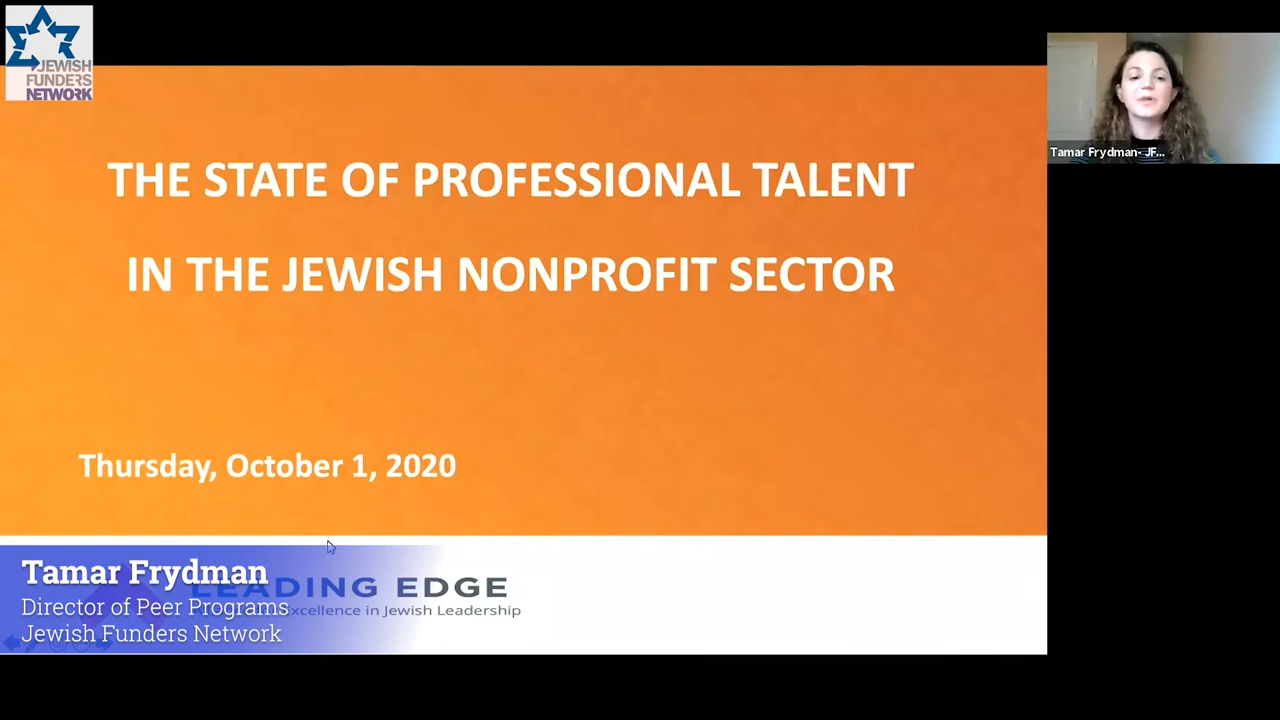 JEWISH
FUNDERS
NETWORK
THE STATE OF PROFESSIONAL TALENT
IN THE JEWISH NONPROFIT SECTOR
Thursday, October 1, 2020
Tamar Frydman
Director of Peer Programs
Jewish Funders Network
LEADING EDGE
Excellence in Jewish Leadership
Tamar Frydman- JF...